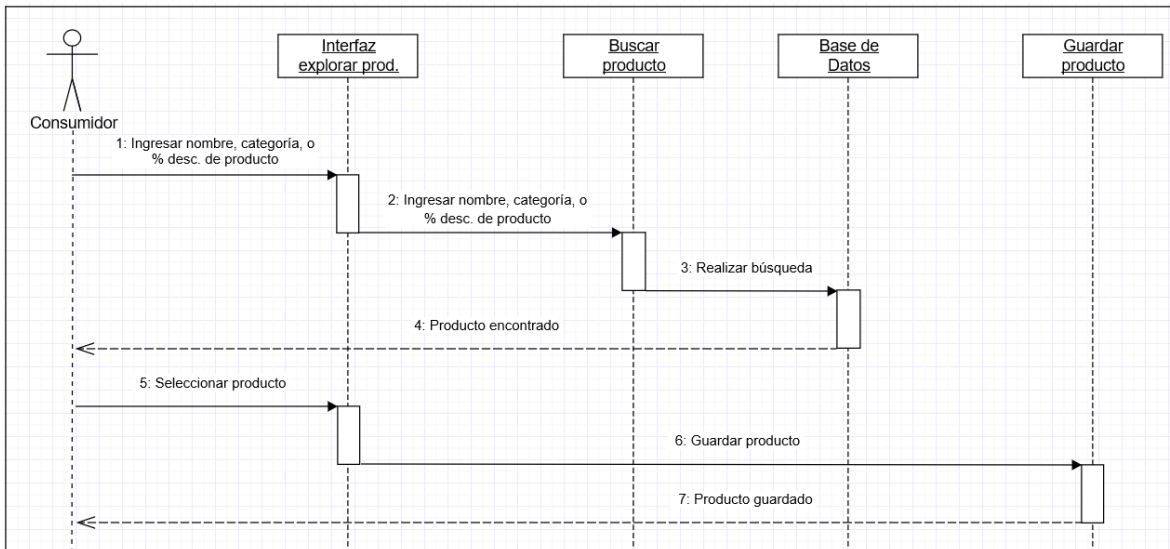 Interfaz
explorar prod.
Buscar
producto
Base de
Datos
Guardar
producto
Consumidor
1: Ingresar nombre, categoría, o
% desc. de producto
2: Ingresar nombre, categoría, o
% desc. de producto
3: Realizar búsqueda
4: Producto encontrado
5: Seleccionar producto
6: Guardar producto
7: Producto guardado